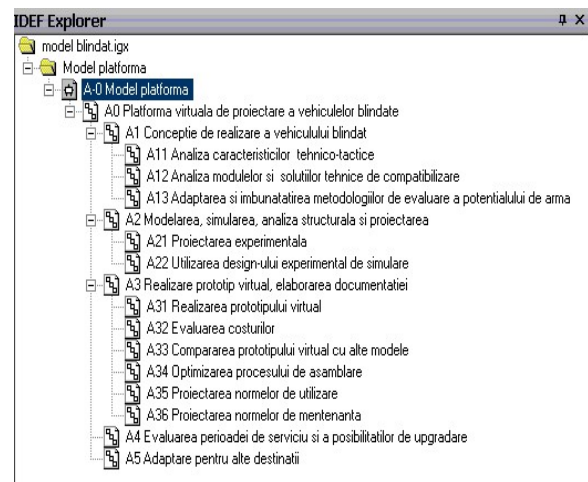 IDEF Explorer
model blindat.igx
Model platforma
A-0 Model platforma
A0 Platforma virtuala de proiectare a vehiculelor blindate
A1 Conceptie de realizare a vehiculului blindat
A11 Analiza caracteristicilor tehnico-tactice
A12 Analiza modulelor si solutiilor tehnice de compatibilizare
A13 Adaptarea si imbunatatirea metodologiilor de evaluare a potentialului de arma
A2 Modelarea, simularea, analiza structurala si proiectarea
A21 Proiectarea experimentala
A22 Utilizarea design-ului experimental de simulare
A3 Realizare prototip virtual, elaborarea documentatiei
A31 Realizarea prototipului virtual
A32 Evaluarea costurilor
A33 Compararea prototipului virtual cu alte modele
A34 Optimizarea procesului de asamblare
A35 Proiectarea normelor de utilizare
A36 Proiectarea normelor de mentenanta
A4 Evaluarea perioadei de serviciu si a posibilitatilor de upgradare
A5 Adaptare pentru alte destinatii